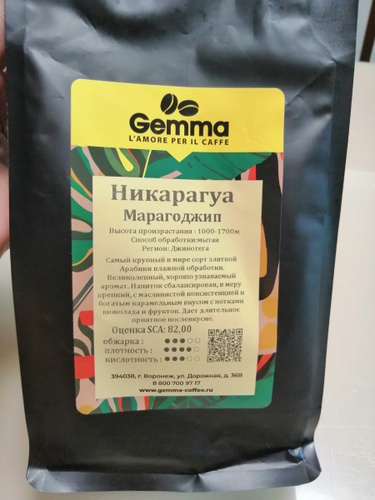 Gemma
L'AMORE PER IL CAFFE
Никарагуа
Марагоджип
Высота произрастания : 1000-1700м
Способ обработки:мытая
Регион: Джинотега
Самый крупный в мире сорт элитной
Арабики влажной обработки.
Великолепный, хорошо узнаваемый
аромат. Напиток сбалансирован, в меру
крепкий, с маслянистой консистенцией и
богатым карамельным вкусом с нотками
шоколада и фруктов. Дает длительное
приятное послевкусие.
Оценка SCA: 82,00
обжарка :
плотность :
кислотность :
394038, г. Воронеж, ул. Дорожная, д. 36В
8 800 700 97 17
www.gemma-coffee.ru